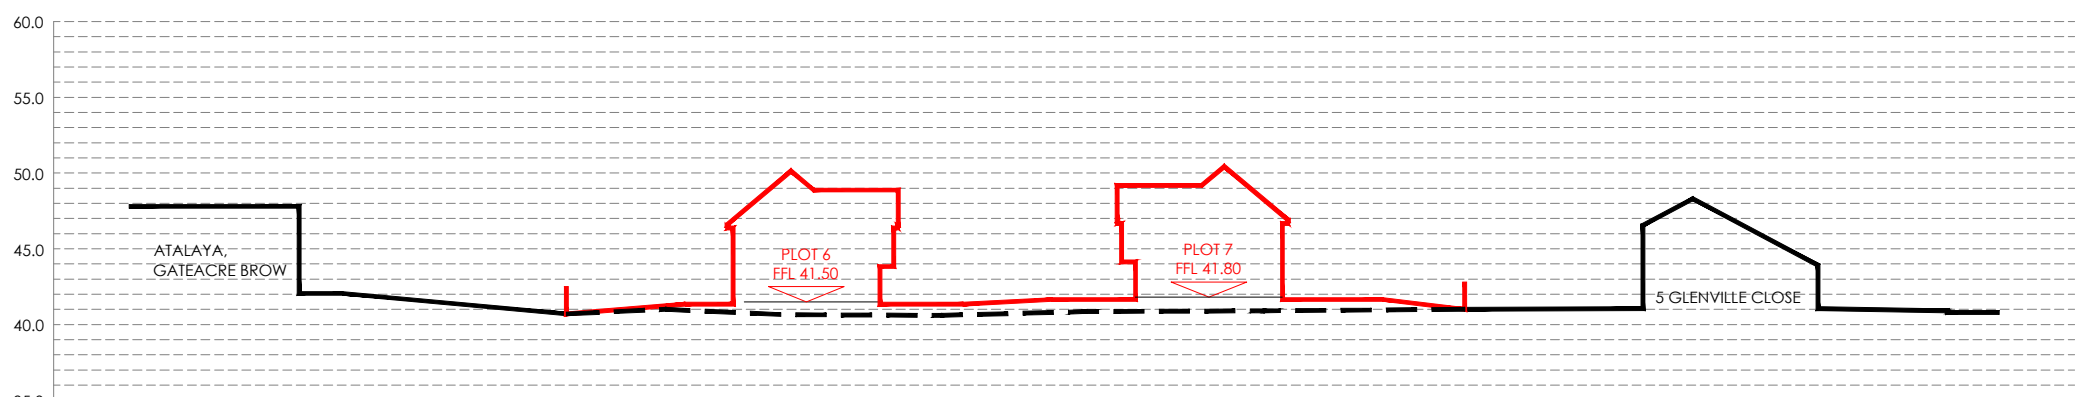 60.0
55.0
50.0
45.0
40.0
ATALAYA,
GATEACRE BROW
PLOT 6
FFL 41.50
PLOT 7
FFL 41.80
5 GLENVILLE CLOSE